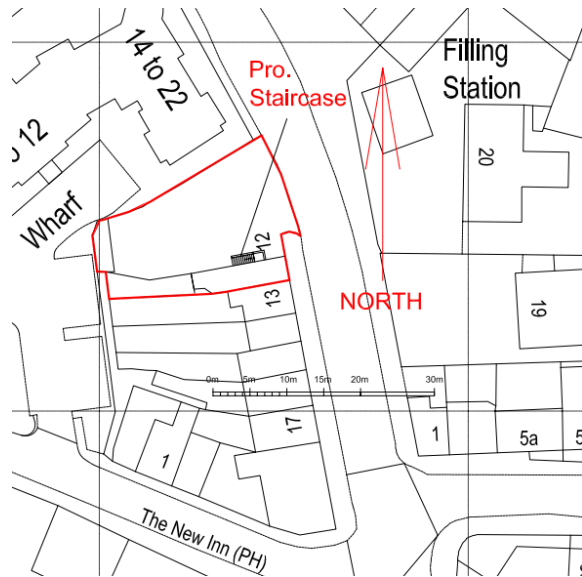 14 to 22
Filling
Station
Pro.
Staircase
o 12
20
Wharf
12
13
NORTH
19
0m 5m 10m 15m 20m 30m
17
1
1
5a
5
The New Inn (PH)